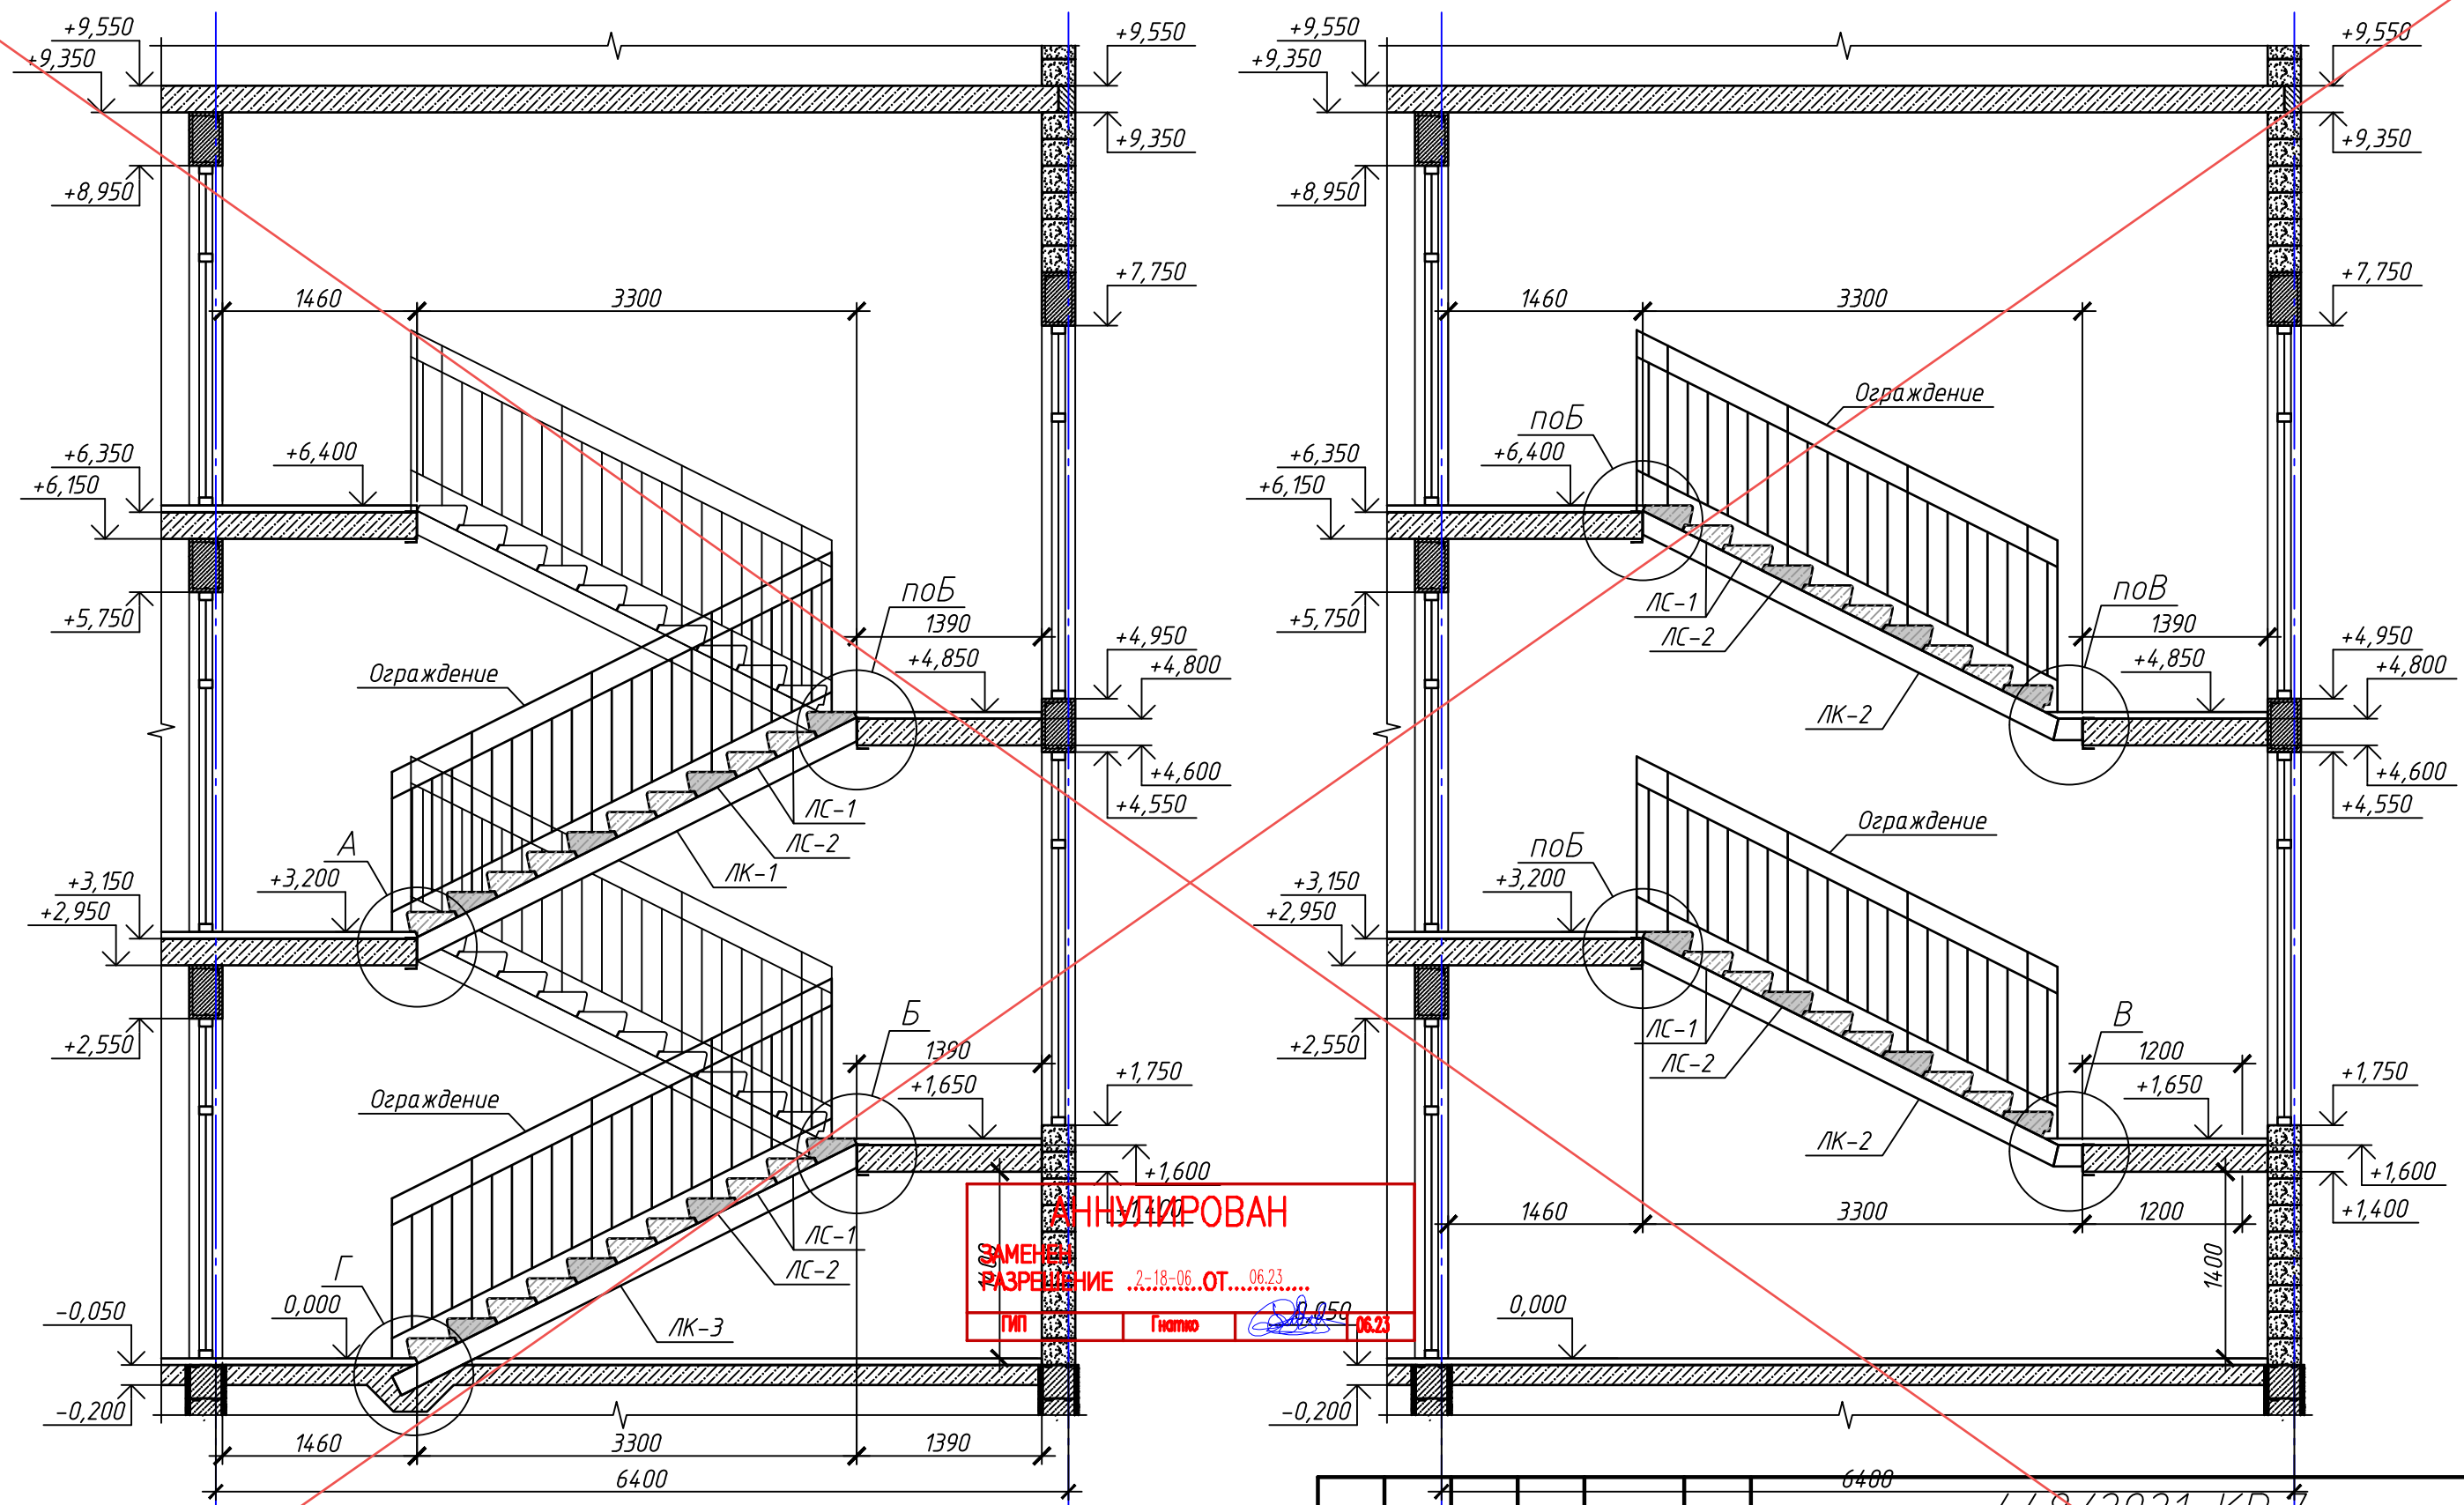 +9,550
+9,350
+8,950
+6,350
+6,150
+5,750
+3,150
+2,950
+2,550
-0,050
-0,200
1460
3300
+6,400
Ограждение
А
+3,200
Ограждение
Г
0,000
поБ
1390
+4,850
ЛС-1
ЛС-2
ЛК-1
Б
1390
+1,650
ЛС-1
ЛС-2
ЛК-3
1460
3300
1390
6400
+9,550
+9,350
+7,750
+4,950
+4,800
+4,600
+4,550
+1,750
+1,600
+1,400
АННУЛИРОВАН
ЗАМЕНЕН
РАЗРЕШЕНИЕ 2-18-06 ОТ 06.23
ГИП Гнатко 06.23
+9,550
+9,350
+8,950
+6,350
+6,150
+5,750
+3,150
+2,950
+2,550
-0,200
1460
3300
поБ
+6,400
Ограждение
ЛС-1
ЛС-2
ЛК-2
поВ
1390
+4,850
поБ
+3,200
Ограждение
ЛС-1
ЛС-2
ЛК-2
В
1200
+1,650
1460
3300
1200
1400
0,000
6400
+9,550
+9,350
+7,750
+4,950
+4,800
+4,600
+4,550
+1,750
+1,600
+1,400